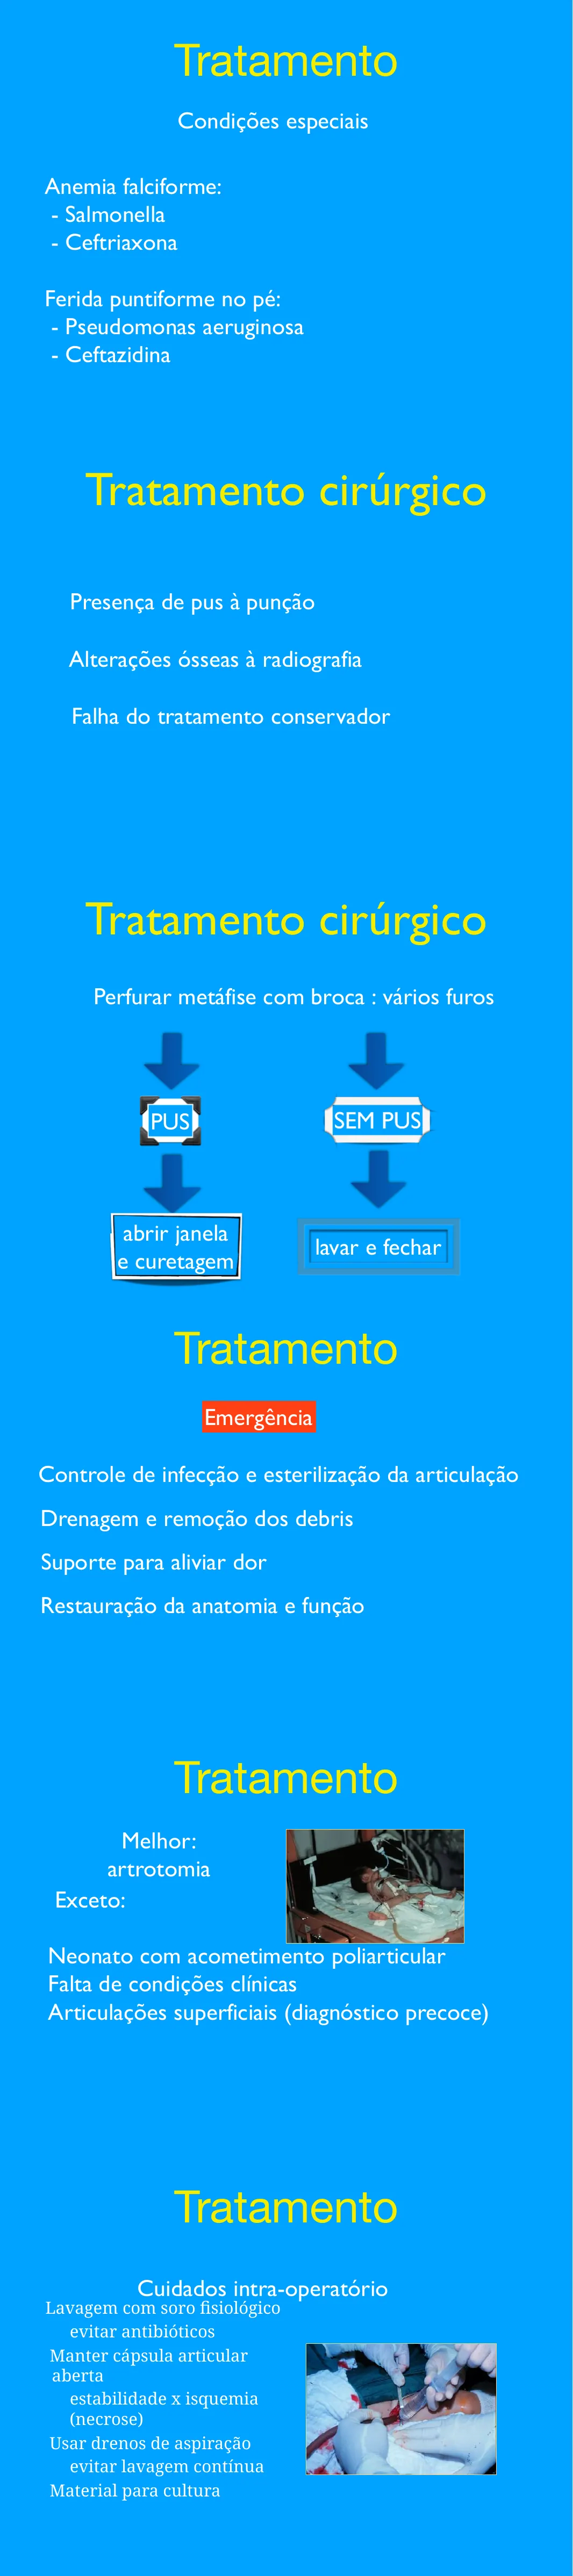 Tratamento
Condições especiais
Anemia falciforme:
- Salmonella
- Ceftriaxona
Ferida puntiforme no pé:
- Pseudomonas aeruginosa
- Ceftazidina
Tratamento cirúrgico
Presença de pus à punção
Alterações ósseas à radiografia
Falha do tratamento conservador
Tratamento cirúrgico
Perfurar metáfise com broca : vários furos
PUS
SEM PUS
abrir janela
e curetagem
lavar e fechar
Tratamento
Emergência
Controle de infecção e esterilização da articulação
Drenagem e remoção dos debris
Suporte para aliviar dor
Restauração da anatomia e função
Tratamento
Melhor:
artrotomia
Exceto:
Neonato com acometimento poliarticular
Falta de condições clínicas
Articulações superficiais (diagnóstico precoce)
Tratamento
Cuidados intra-operatório
Lavagem com soro fisiológico
evitar antibióticos
Manter cápsula articular
aberta
estabilidade x isquemia
(necrose)
Usar drenos de aspiração
evitar lavagem contínua
Material para cultura